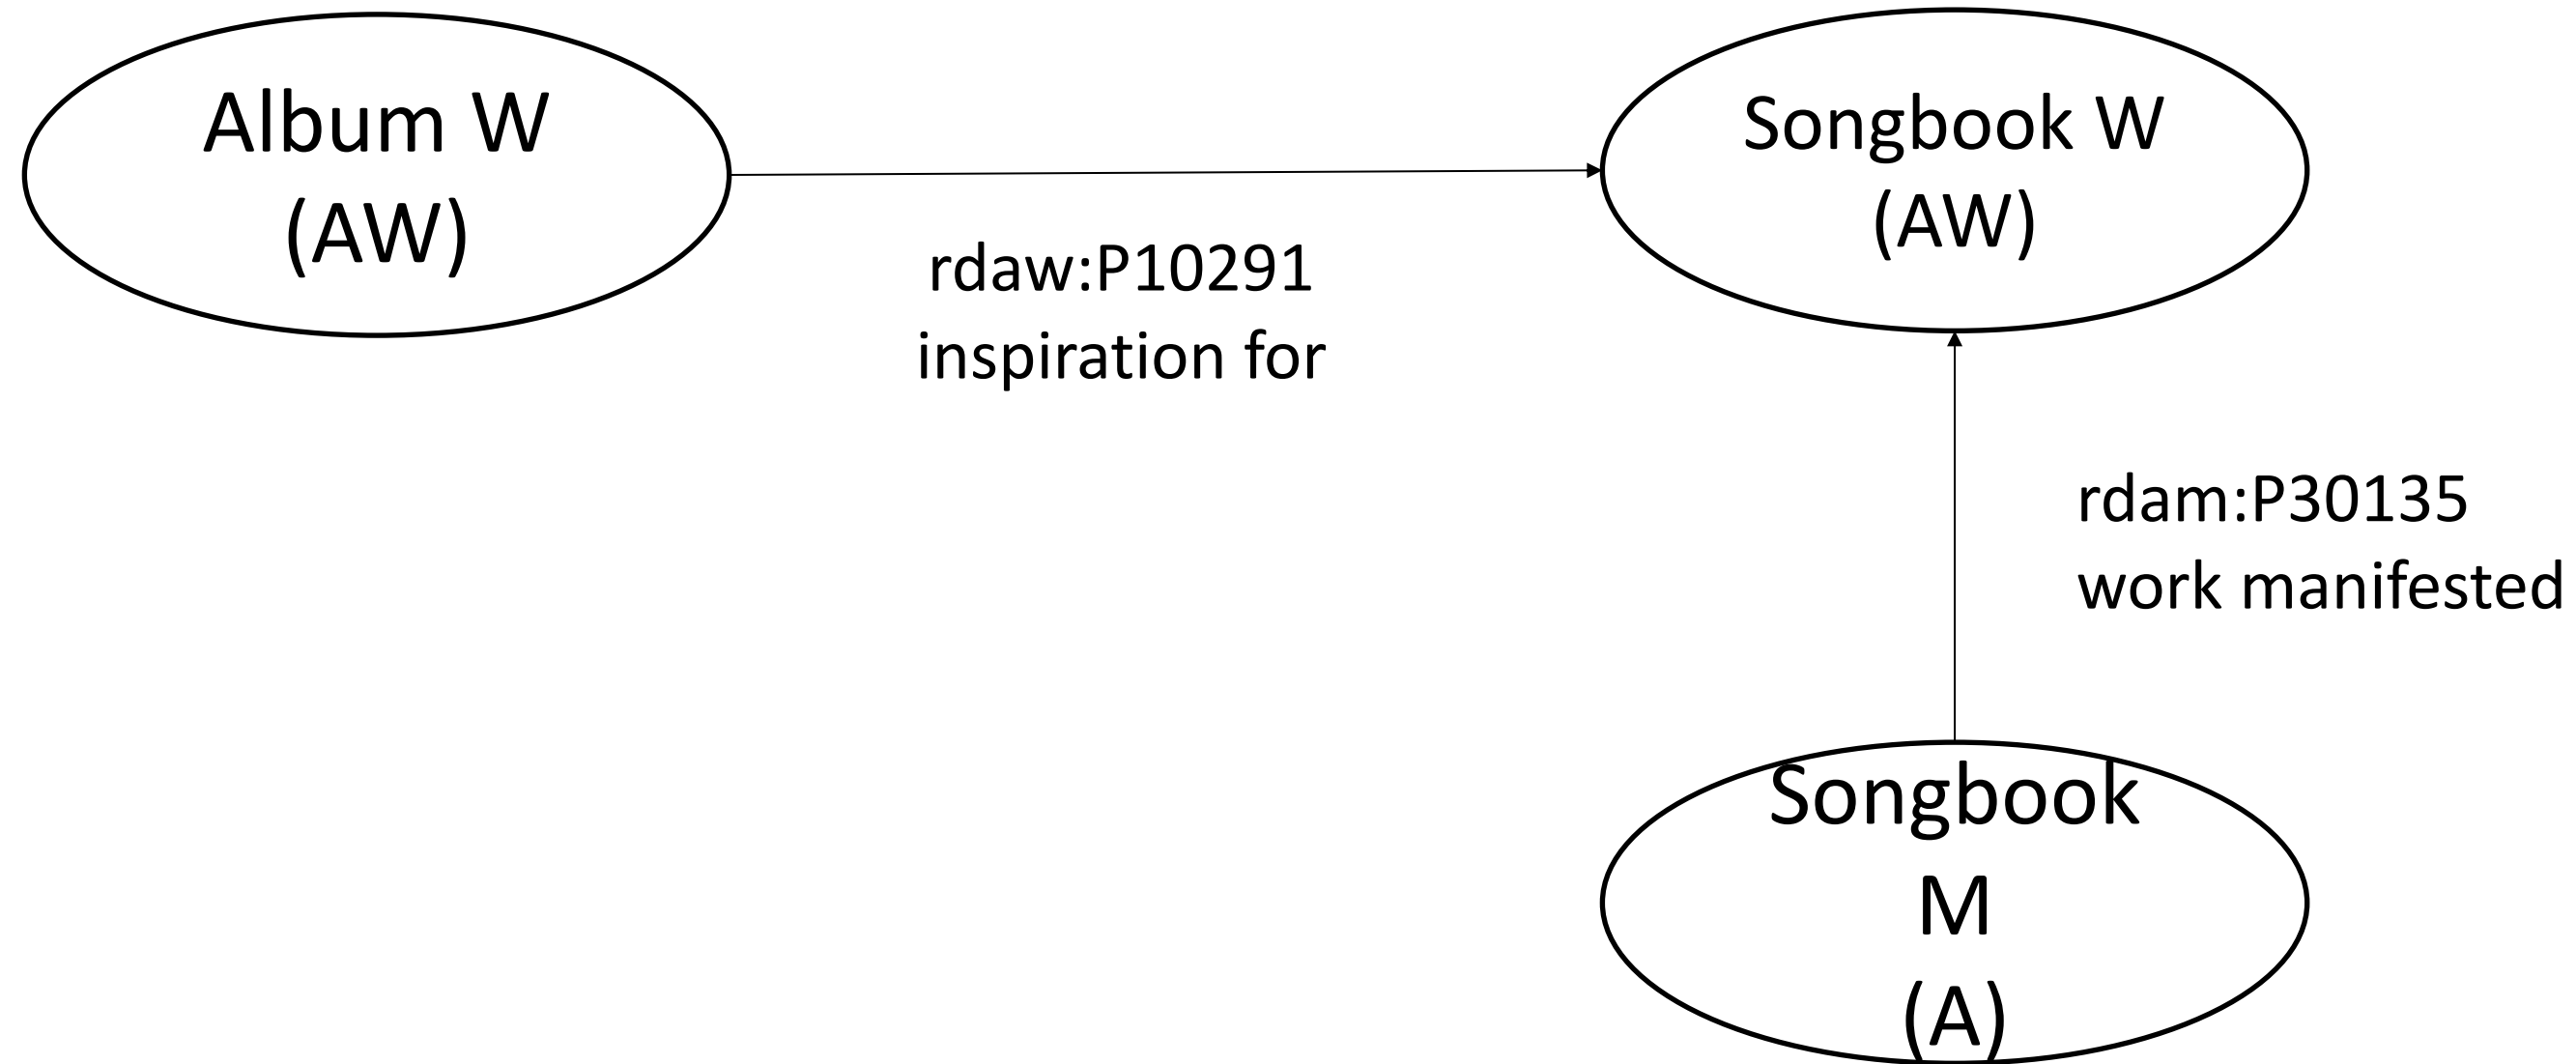 Album W
(AW)
Songbook W
(AW)
rdaw:P10291
inspiration for
rdam:P30135
work manifested
Songbook
M
(A)